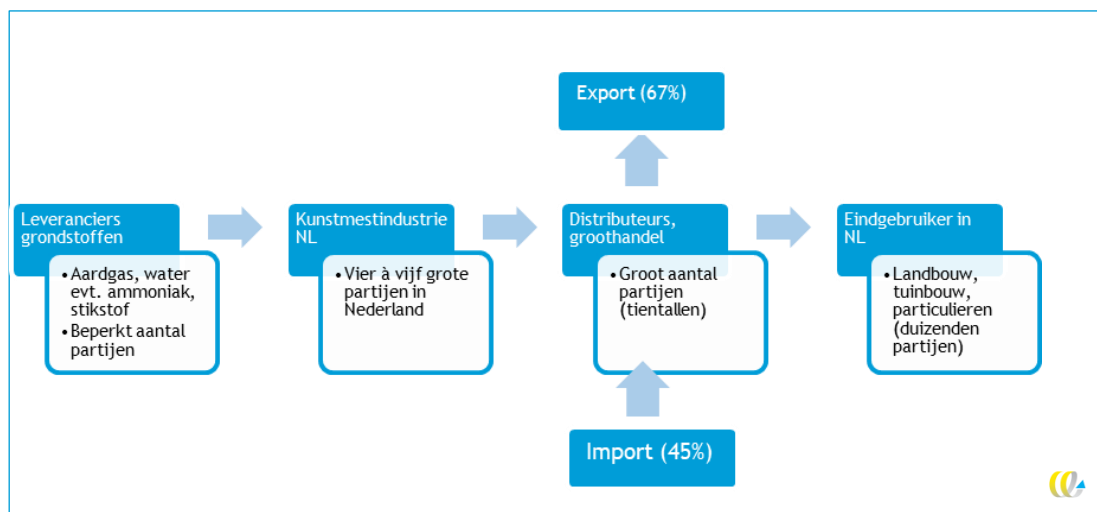 Export (67%)
Leveranciers
grondstoffen
• Aardgas, water
evt. ammoniak,
stikstof
• Beperkt aantal
partijen
Kunstmestindustrie
NL
• Vier à vijf grote
partijen in
Nederland
Distributeurs,
groothandel
• Groot aantal
partijen
(tientallen)
Eindgebruiker in
NL
• Landbouw,
tuinbouw,
particulieren
(duizenden
partijen)
Import (45%)